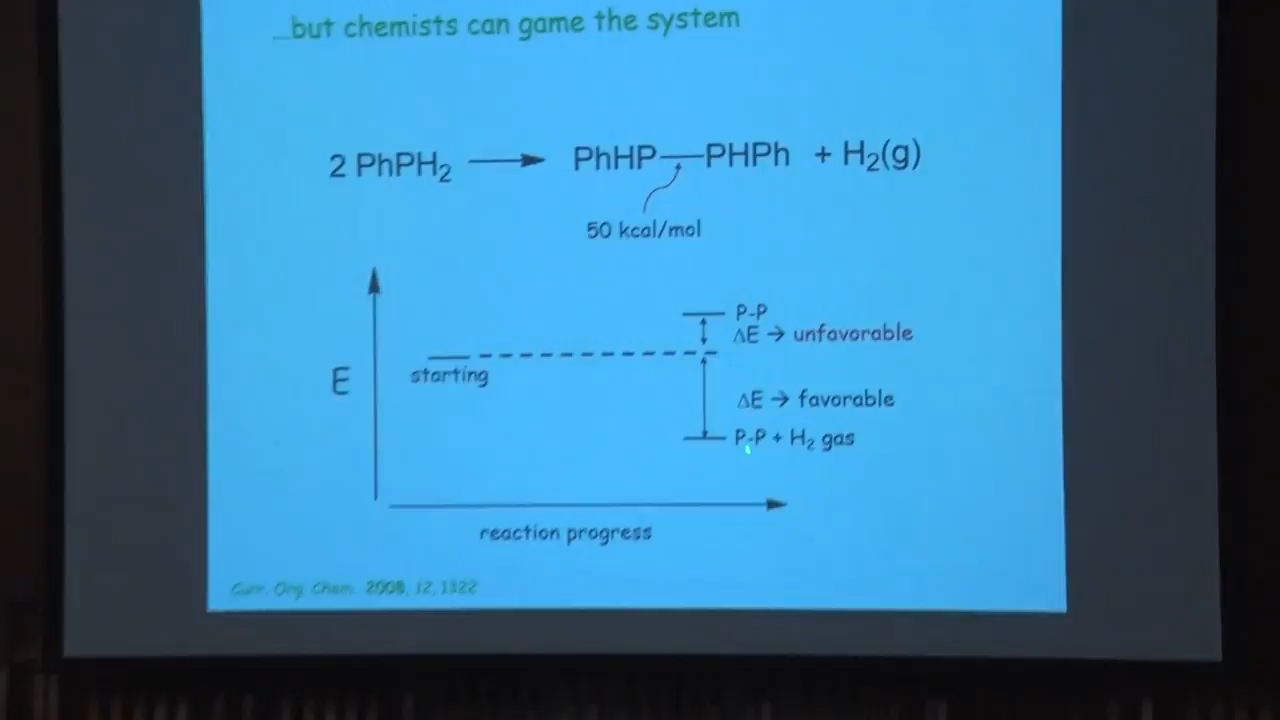 ...but chemists can game the system
2 PhPH₂ → PhHP—PHPh + H₂(g)
50 kcal/mol
P-P
ΔE → unfavorable
starting
E
ΔE → favorable
P-P + H₂ gas
reaction progress
Curr. Org. Chem. 2008, 12, 1322